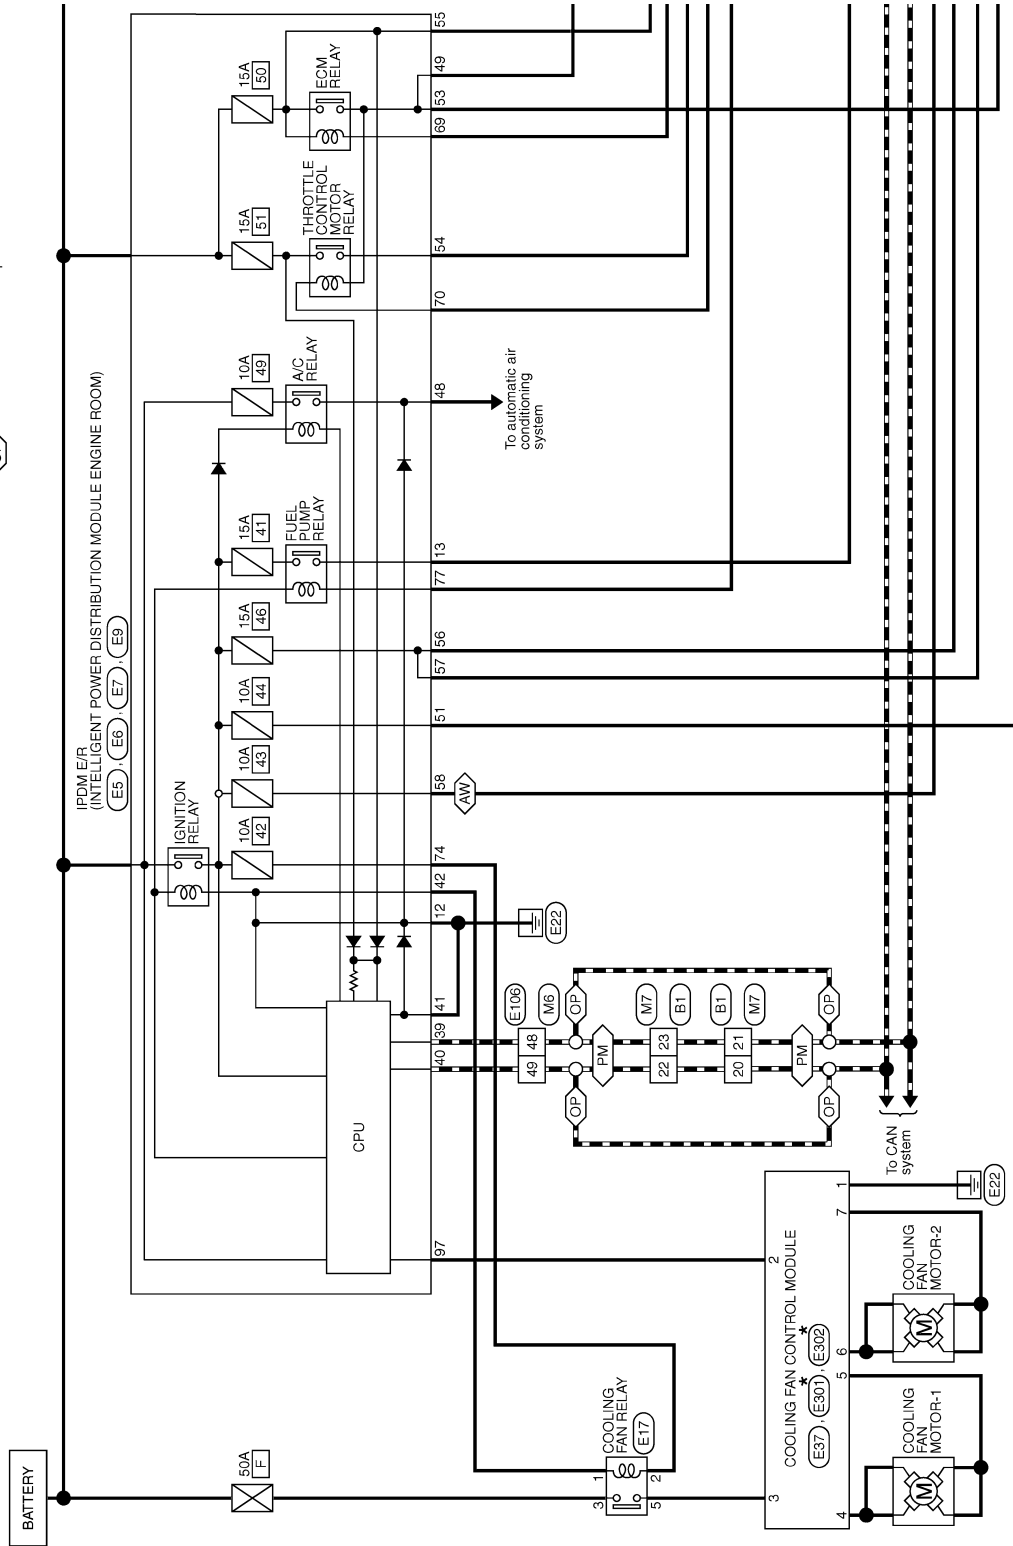 BATTERY
50A
F
IPDM E/R
(INTELLIGENT POWER DISTRIBUTION MODULE ENGINE ROOM)
E5 , E6 , E7 , E9
IGNITION
RELAY
10A
42
10A
43
10A
44
15A
46
15A
41
FUEL
PUMP
RELAY
10A
49
A/C
RELAY
15A
51
THROTTLE
CONTROL
MOTOR
RELAY
15A
50
ECM
RELAY
CPU
97
40
39
41
12
42
74
58
51
57
56
77
13
48
70
54
69
53
49
55
AW
To automatic air
conditioning
system
E22
E106
M6
49
48
OP
OP
PM
M7
B1
22
23
B1
M7
20
21
PM
OP
OP
To CAN
system
COOLING
FAN RELAY
E17
1
2
3
5
COOLING FAN CONTROL MODULE
E37 , E301* , E302*
3
2
4
5
6
7
1
COOLING
FAN
MOTOR-1
M
COOLING
FAN
MOTOR-2
M
E22